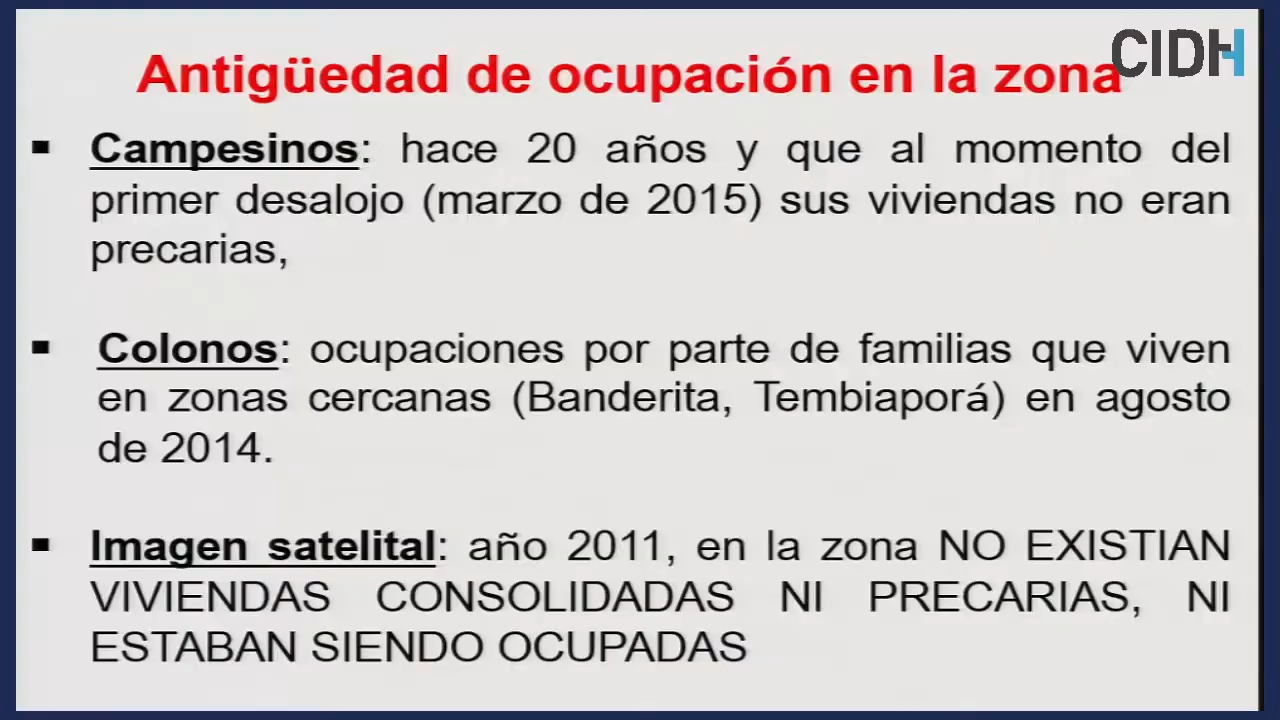 CIDH
Antigüedad de ocupación en la zona
▪ Campesinos: hace 20 años y que al momento del
primer desalojo (marzo de 2015) sus viviendas no eran
precarias,
▪ Colonos: ocupaciones por parte de familias que viven
en zonas cercanas (Banderita, Tembiaporá) en agosto
de 2014.
▪ Imagen satelital: año 2011, en la zona NO EXISTIAN
VIVIENDAS CONSOLIDADAS NI PRECARIAS, NI
ESTABAN SIENDO OCUPADAS